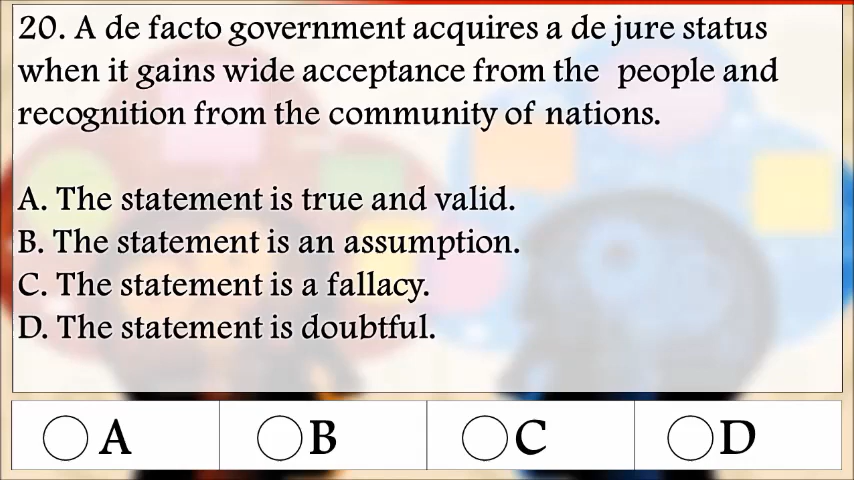 20. A de facto government acquires a de jure status
when it gains wide acceptance from the people and
recognition from the community of nations.
A. The statement is true and valid.
B. The statement is an assumption.
C. The statement is a fallacy.
D. The statement is doubtful.
A B C D